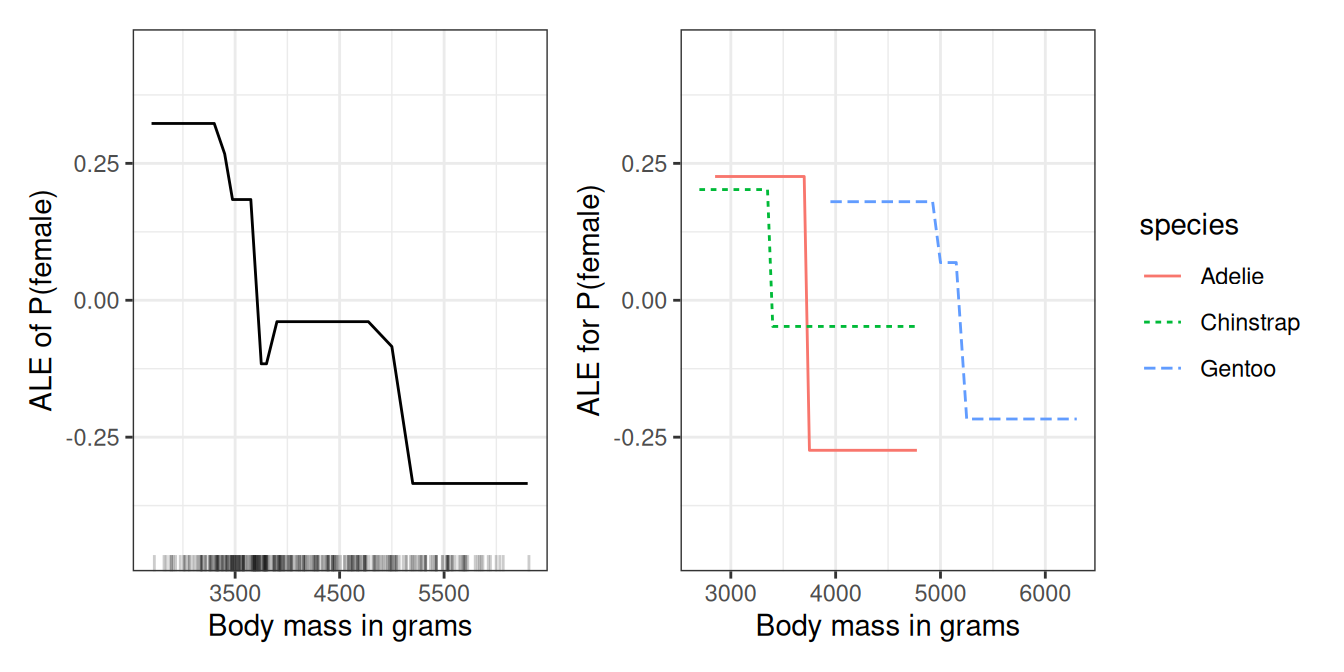 ALE of P(female)
0.25
0.00
-0.25
3500 4500 5500
Body mass in grams
ALE for P(female)
0.25
0.00
-0.25
3000 4000 5000 6000
Body mass in grams
species
Adelie
Chinstrap
Gentoo